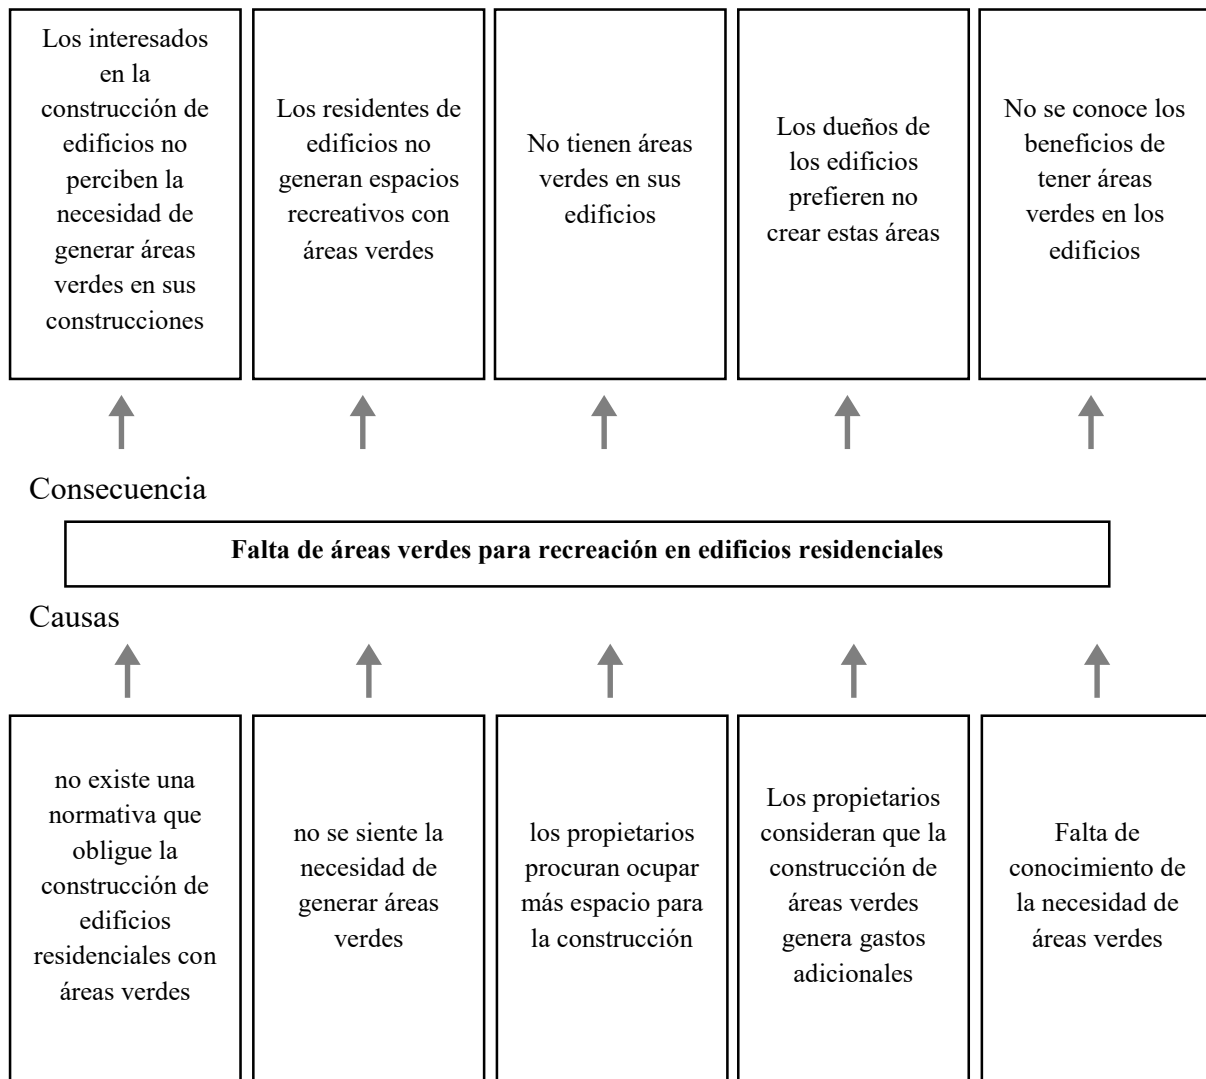 Los interesados
en la
construcción de
edificios no
perciben la
necesidad de
generar áreas
verdes en sus
construcciones
Los residentes de
edificios no
generan espacios
recreativos con
áreas verdes
No tienen áreas
verdes en sus
edificios
Los dueños de
los edificios
prefieren no
crear estas áreas
No se conoce los
beneficios de
tener áreas
verdes en los
edificios
Consecuencia
Falta de áreas verdes para recreación en edificios residenciales
Causas
no existe una
normativa que
obligue la
construcción de
edificios
residenciales con
áreas verdes
no se siente la
necesidad de
generar áreas
verdes
los propietarios
procuran ocupar
más espacio para
la construcción
Los propietarios
consideran que la
construcción de
áreas verdes
genera gastos
adicionales
Falta de
conocimiento de
la necesidad de
áreas verdes